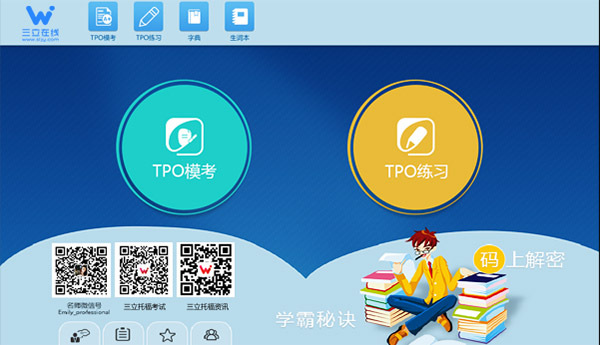 三立在线
www.slzy.com
TPO模考
TPO练习
字典
生词本
TPO模考
TPO练习
名师微信号
Emily_professional
三立托福考试
三立托福资讯
码上解密
学霸秘诀